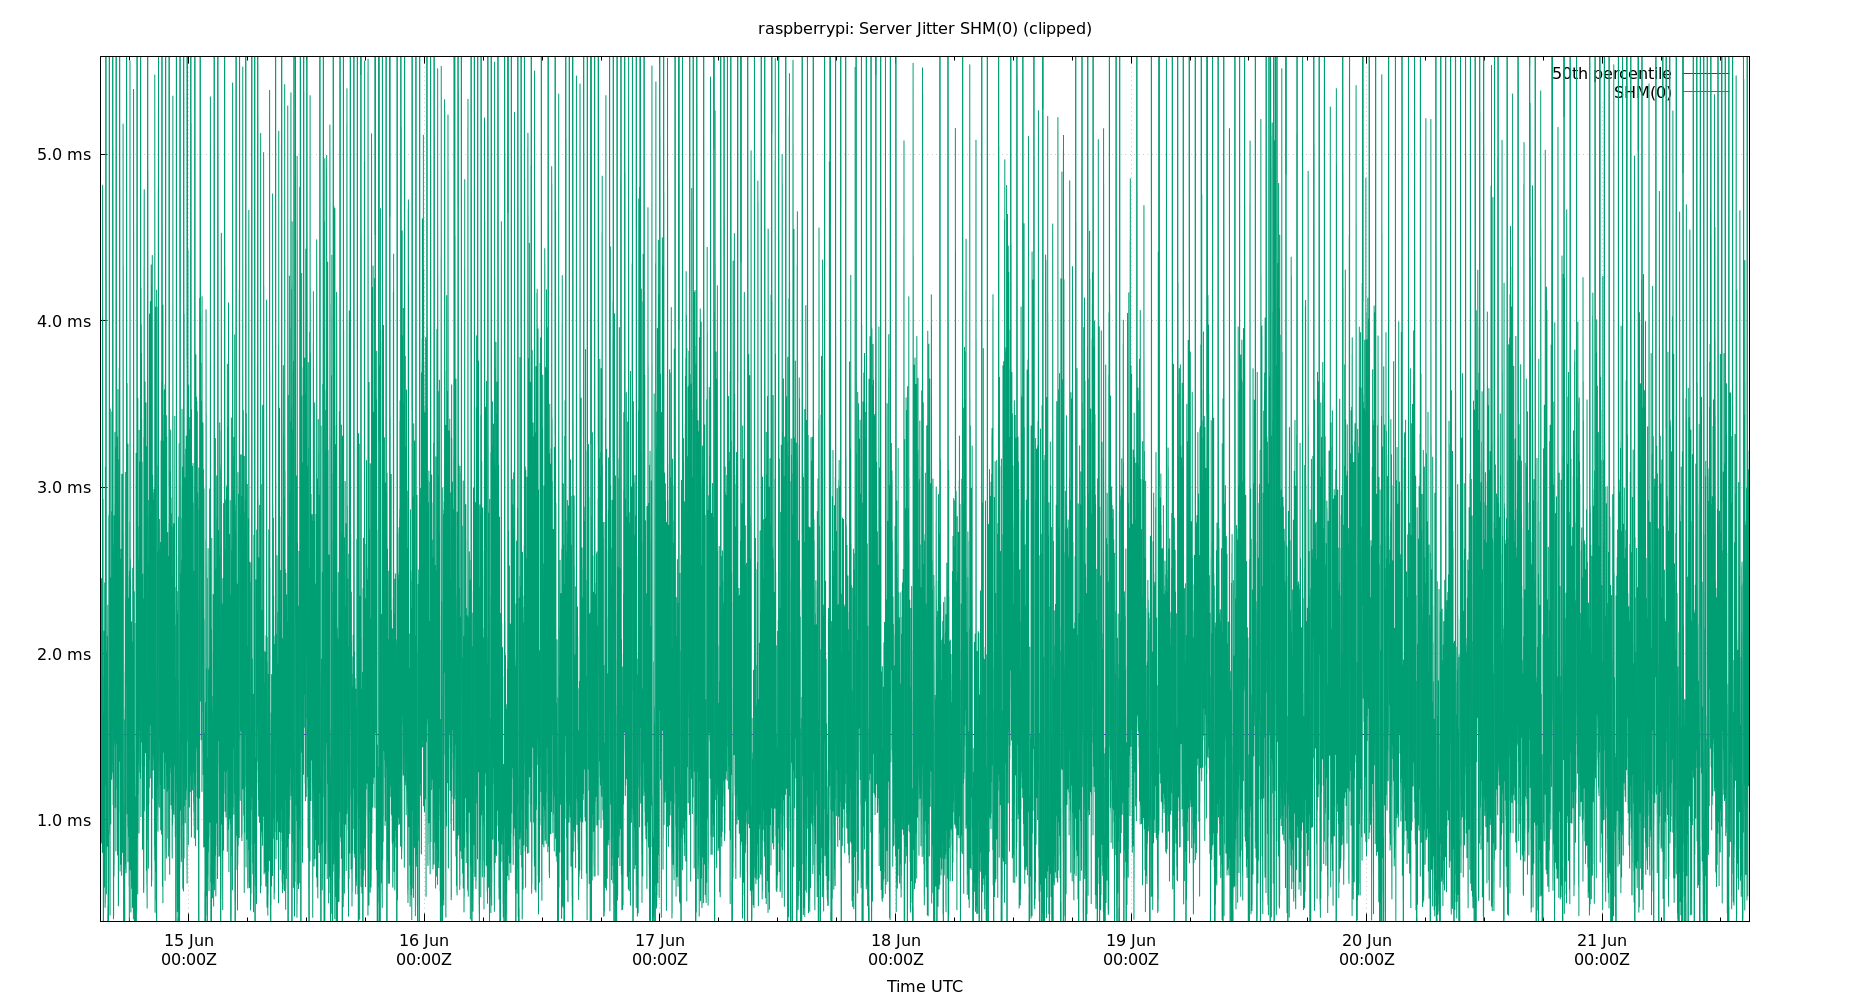 raspberrypi: Server Jitter SHM(0) (clipped)
50th percentile
SHM(0)
5.0 ms
4.0 ms
3.0 ms
2.0 ms
1.0 ms
15 Jun 16 Jun 17 Jun 18 Jun 19 Jun 20 Jun 21 Jun
00:00Z 00:00Z 00:00Z 00:00Z 00:00Z 00:00Z 00:00Z
Time UTC